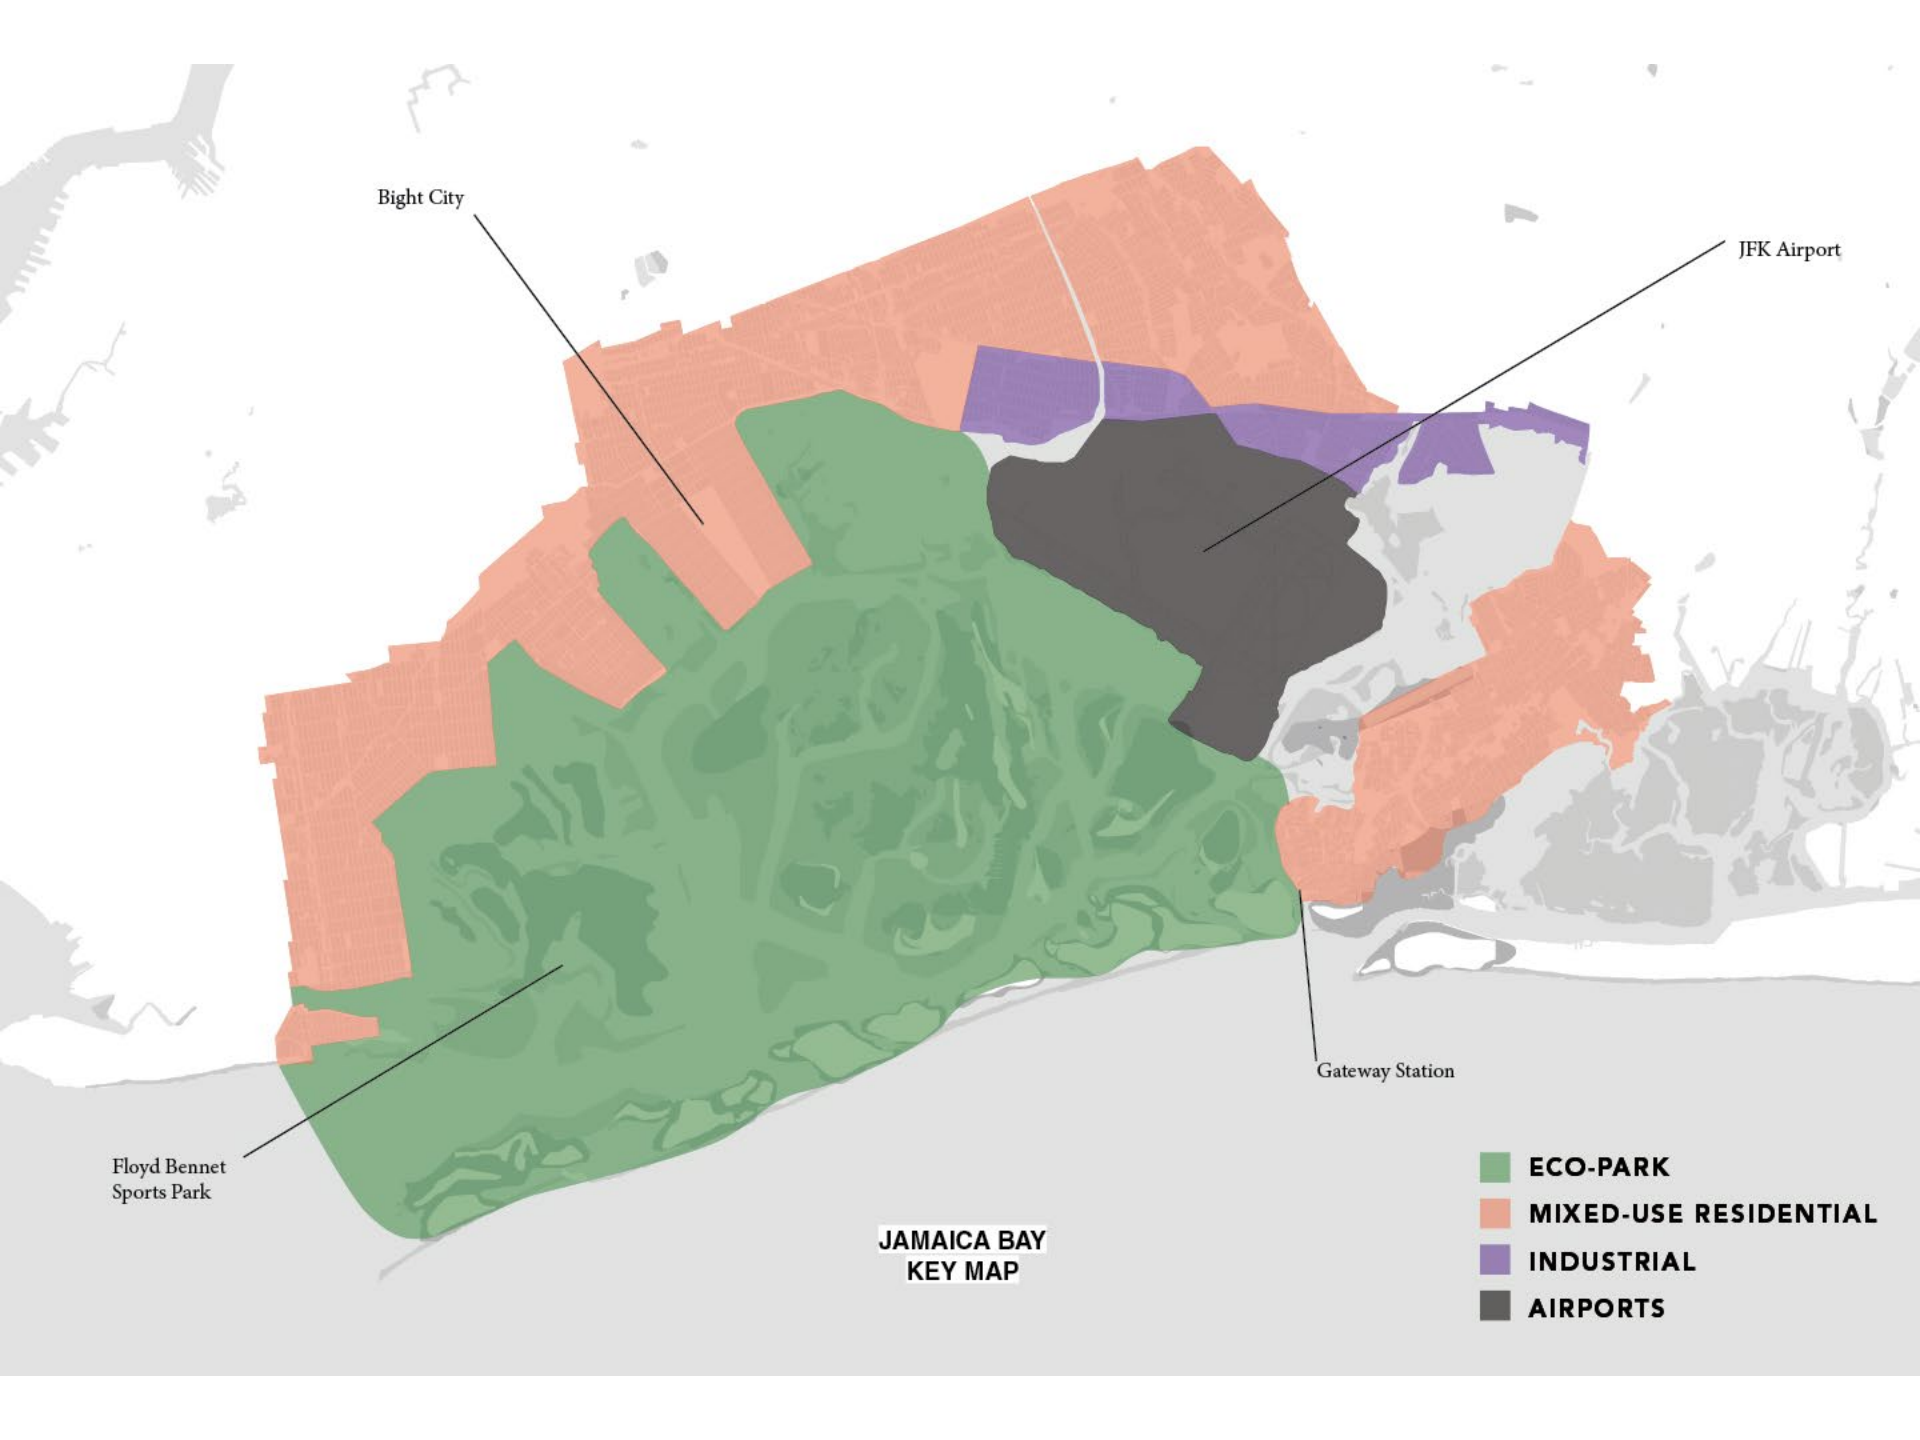 Bight City
JFK Airport
Gateway Station
Floyd Bennet
Sports Park
JAMAICA BAY
KEY MAP
ECO-PARK
MIXED-USE RESIDENTIAL
INDUSTRIAL
AIRPORTS